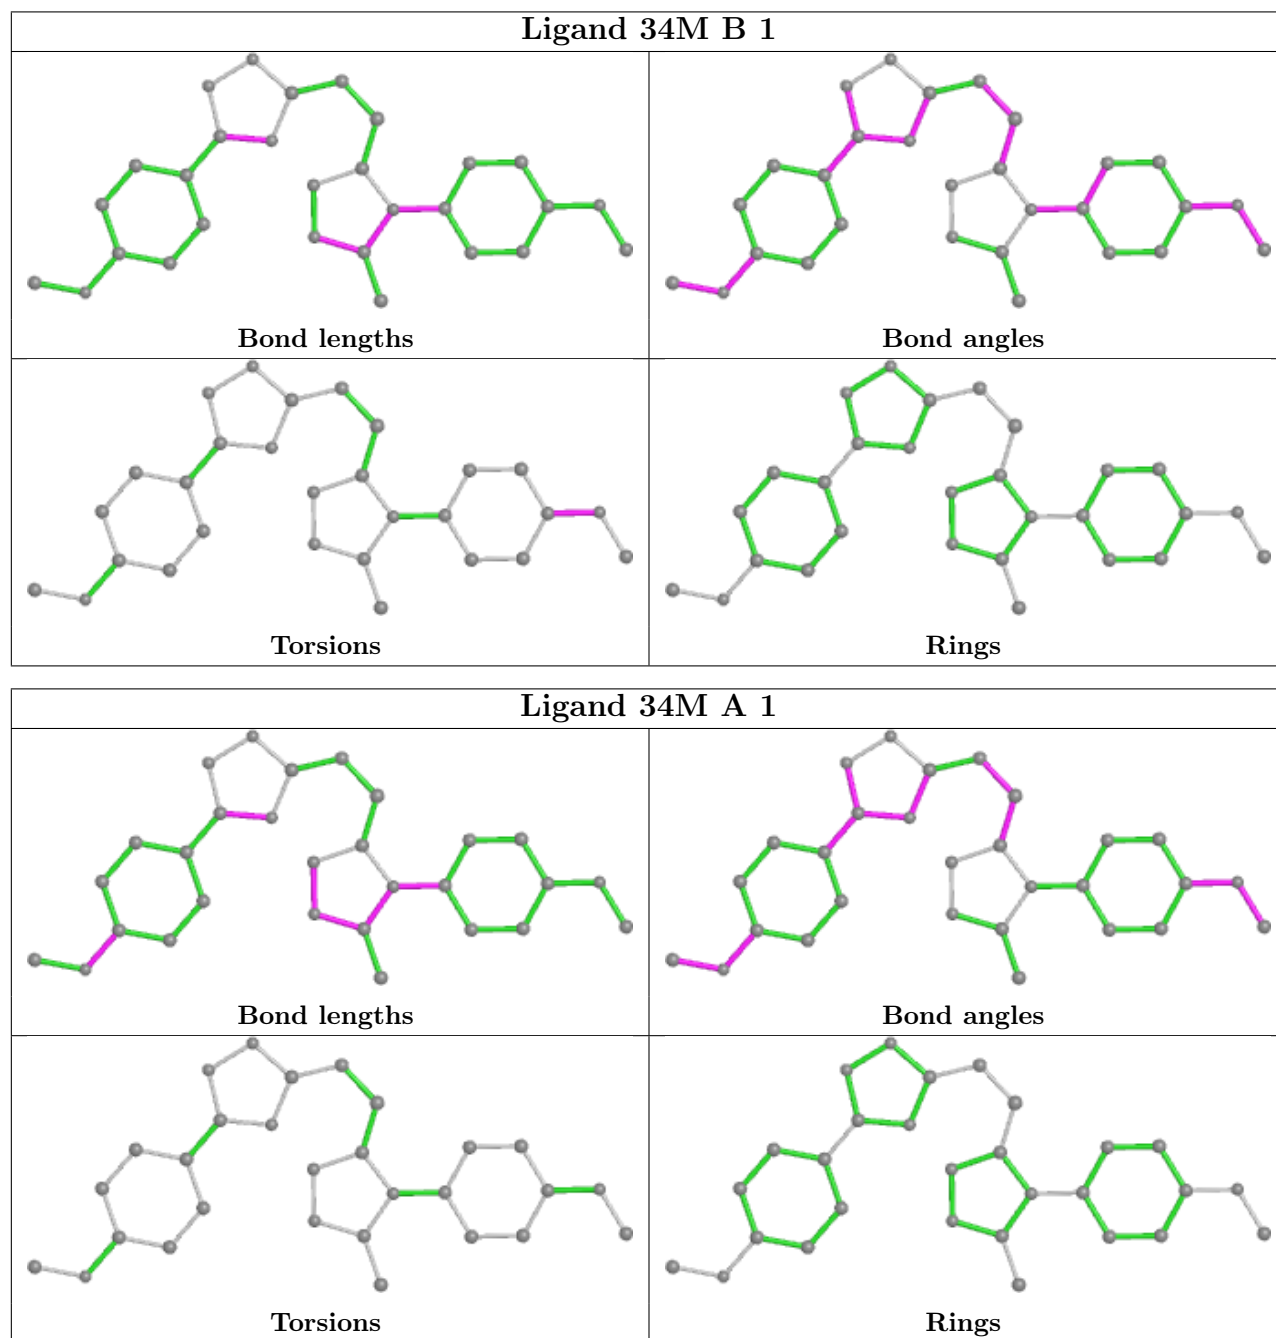 Ligand 34M B 1
Bond lengths
Bond angles
Torsions
Rings
Ligand 34M A 1
Bond lengths
Bond angles
Torsions
Rings